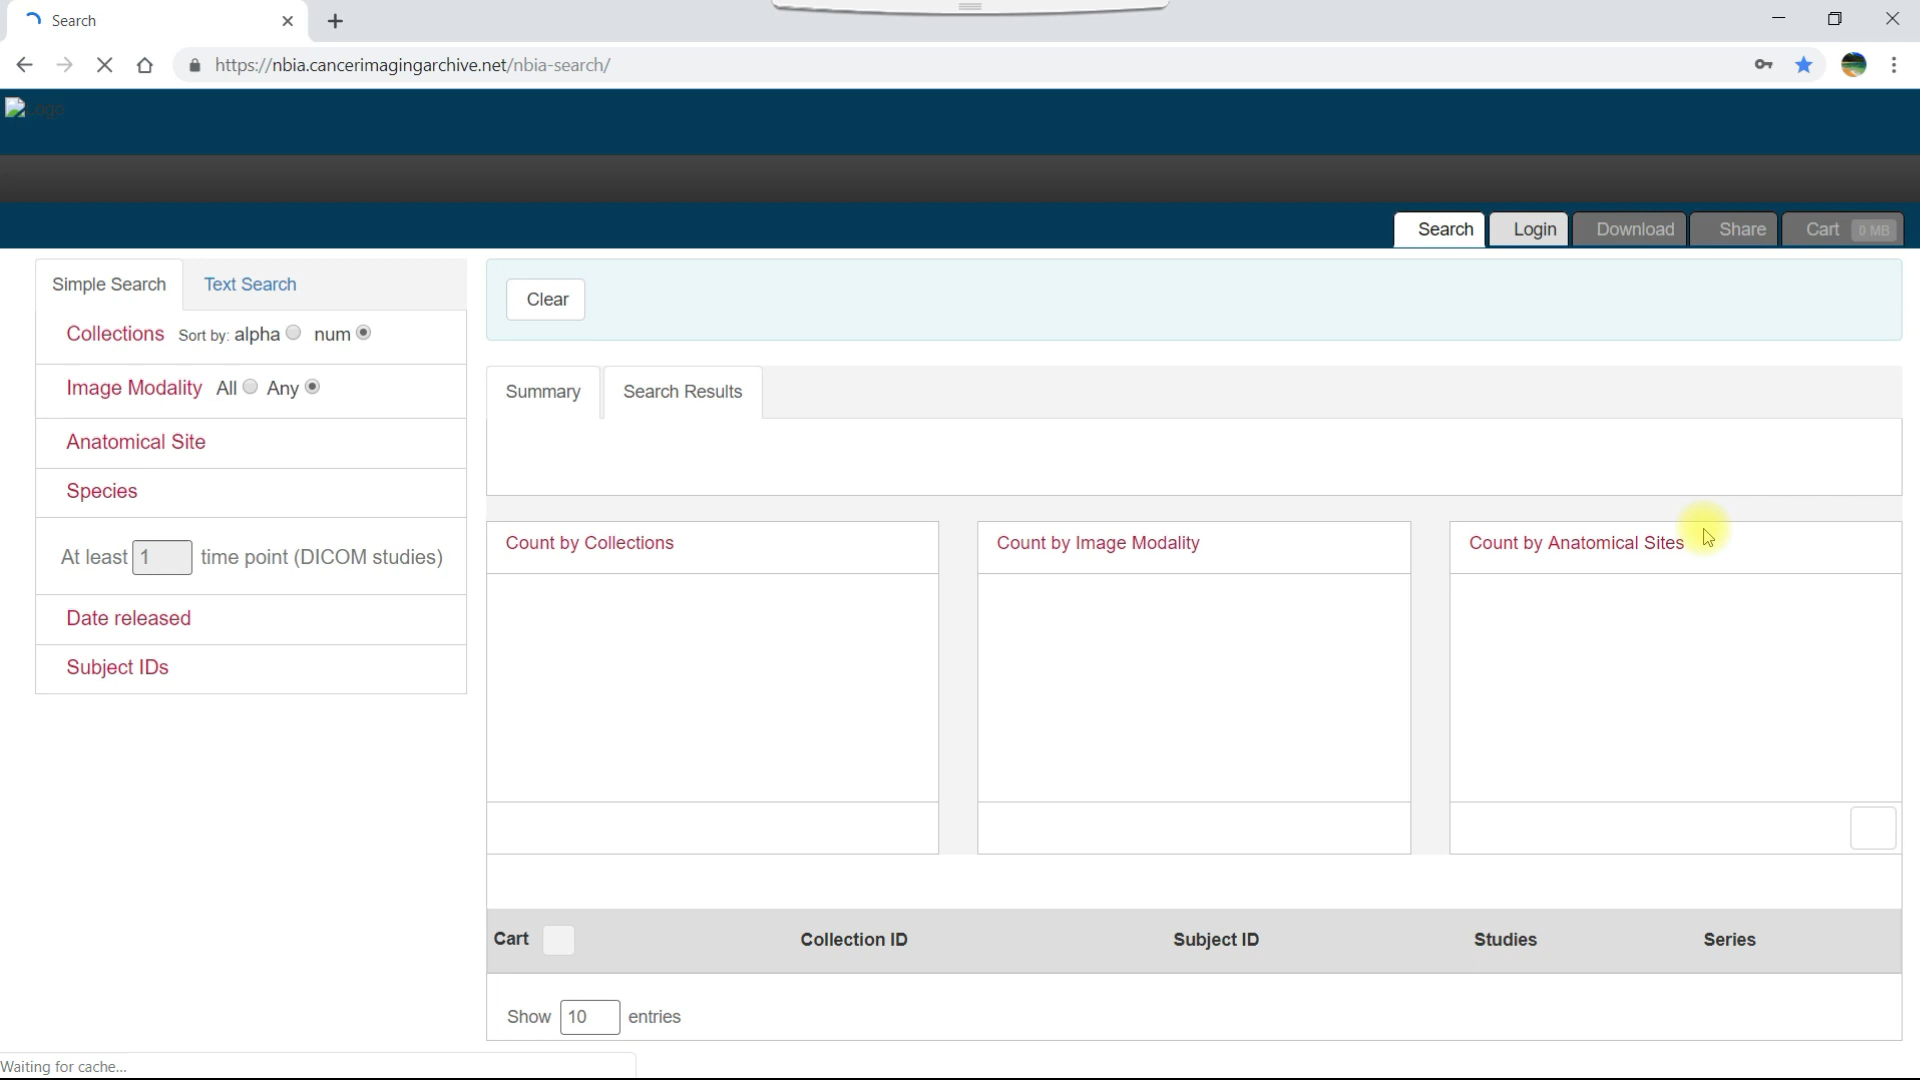 Search
https://nbia.cancerimagingarchive.net/nbia-search/
Logo
Search Login Download Share Cart 0 MB
Simple Search Text Search
Clear
Collections Sort by: alpha num
Image Modality All Any
Summary Search Results
Anatomical Site
Species
At least 1 time point (DICOM studies)
Count by Collections Count by Image Modality Count by Anatomical Sites
Date released
Subject IDs
Cart Collection ID Subject ID Studies Series
Show 10 entries
Waiting for cache...